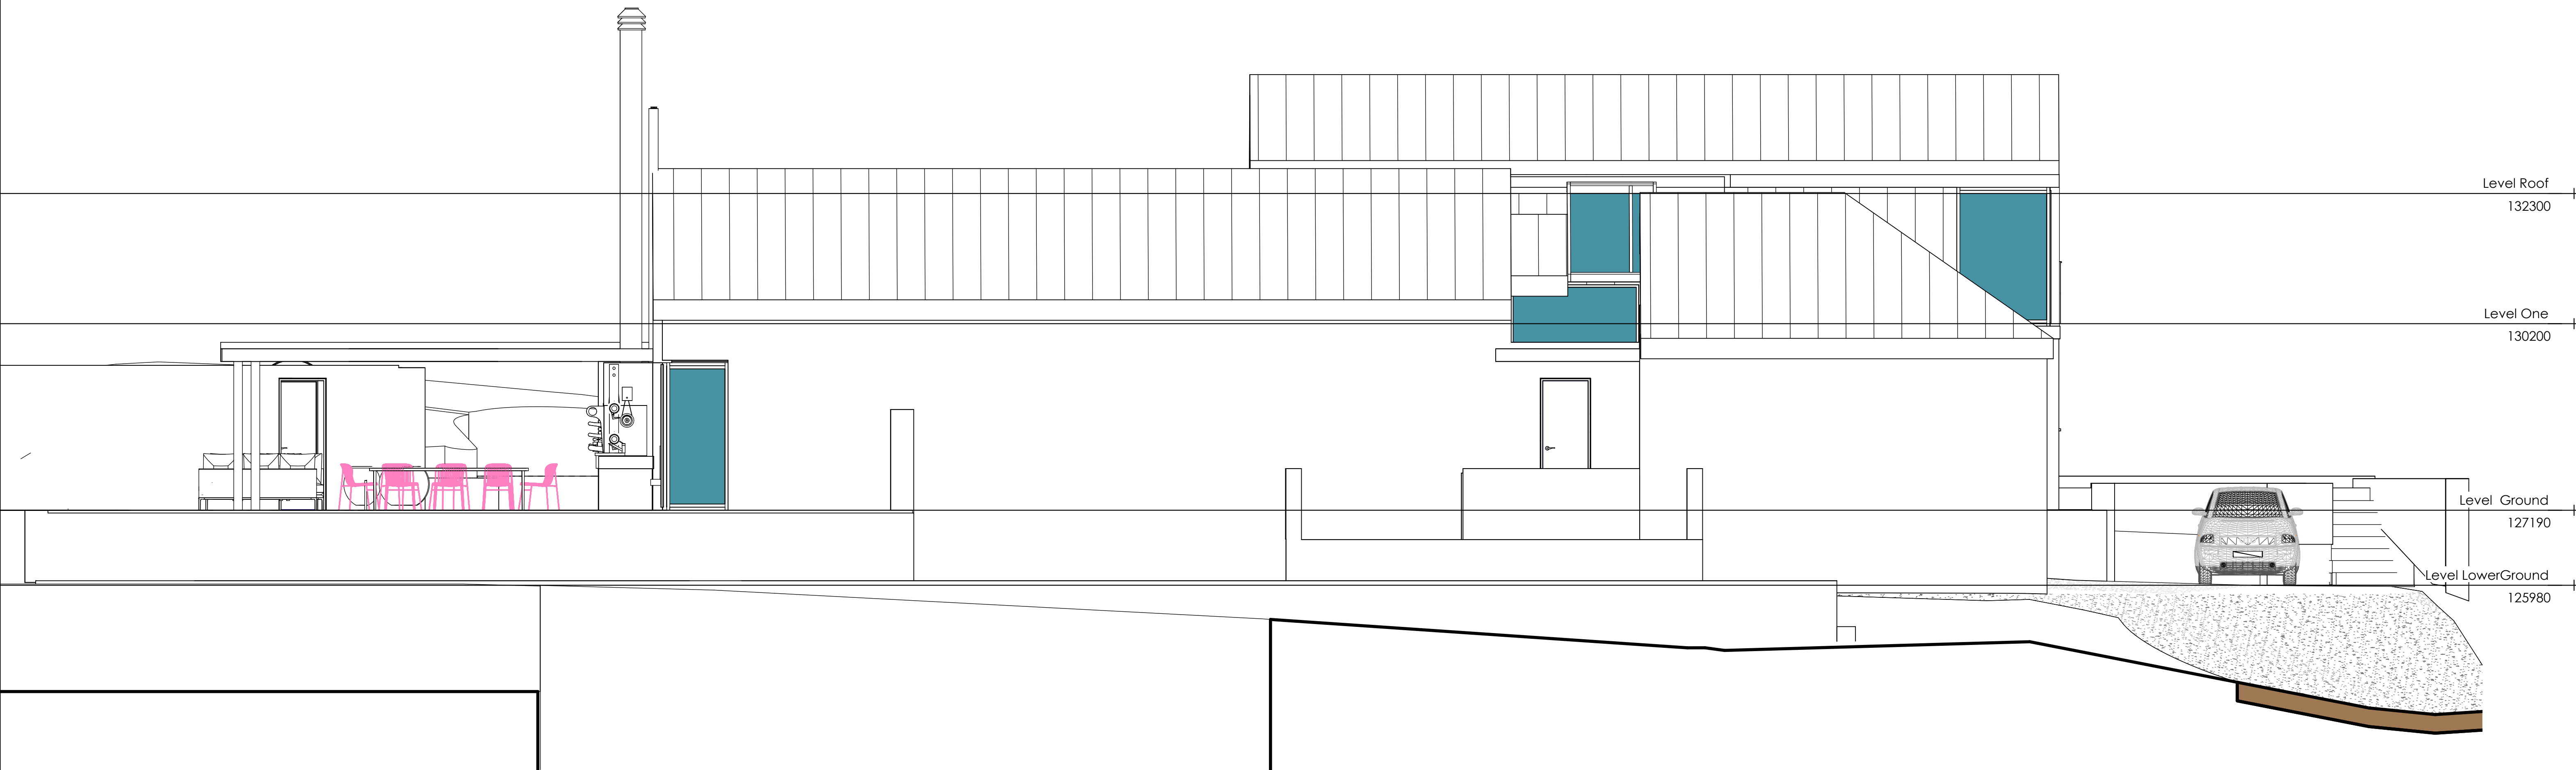 Level Roof
132300
Level One
130200
Level Ground
127190
Level LowerGround
125980